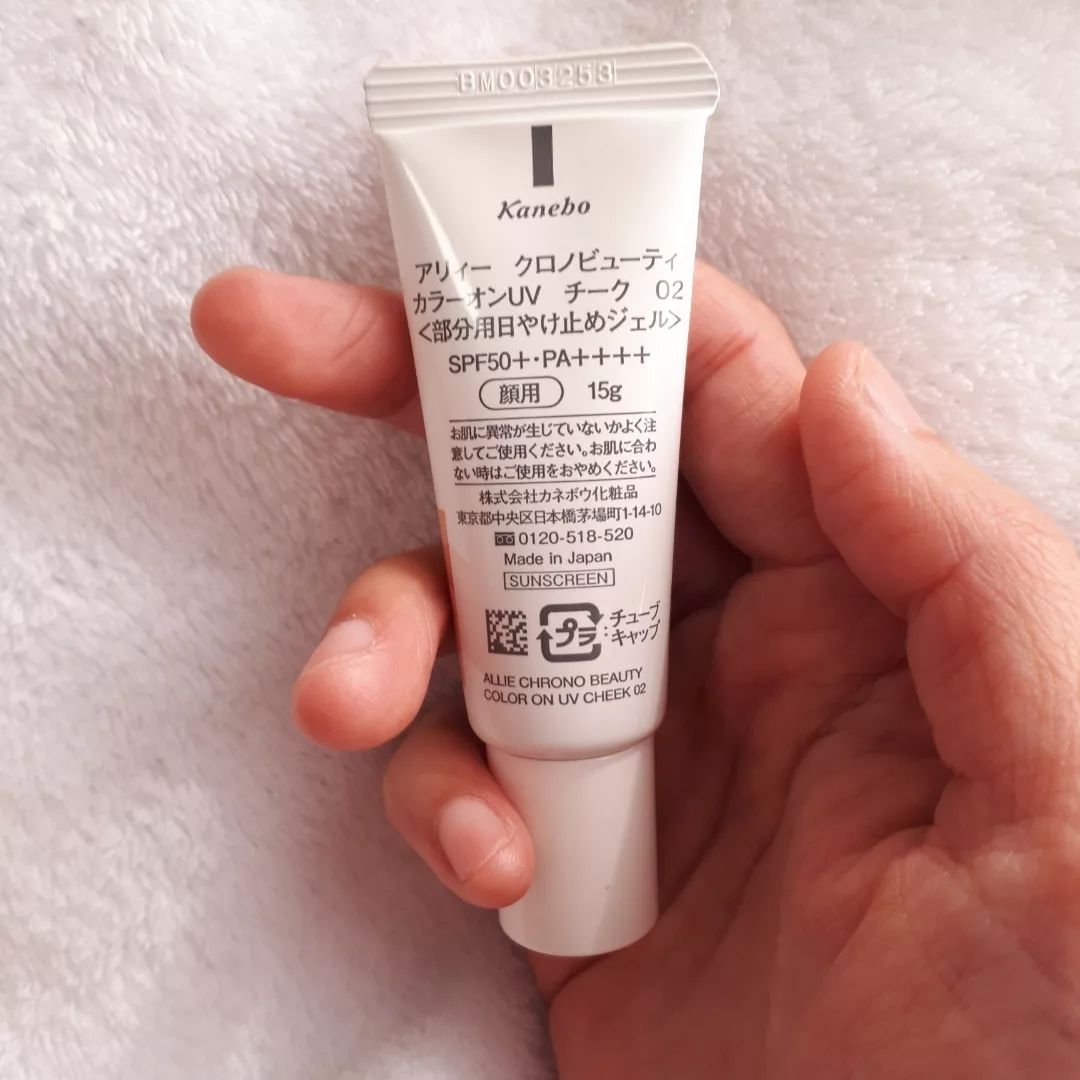 BM003253
Kanebo
アリィー クロノビューティ
カラーオンUV チーク 02
<部分用日やけ止めジェル>
SPF50+・PA++++
顔用 15g
お肌に異常が生じていないかよく注
意してご使用ください。お肌に合わ
ない時はご使用をおやめください。
株式会社カネボウ化粧品
東京都中央区日本橋茅場町1-14-10
0120-518-520
Made in Japan
SUNSCREEN
プラ:チューブ
キャップ
ALLIE CHRONO BEAUTY
COLOR ON UV CHEEK 02